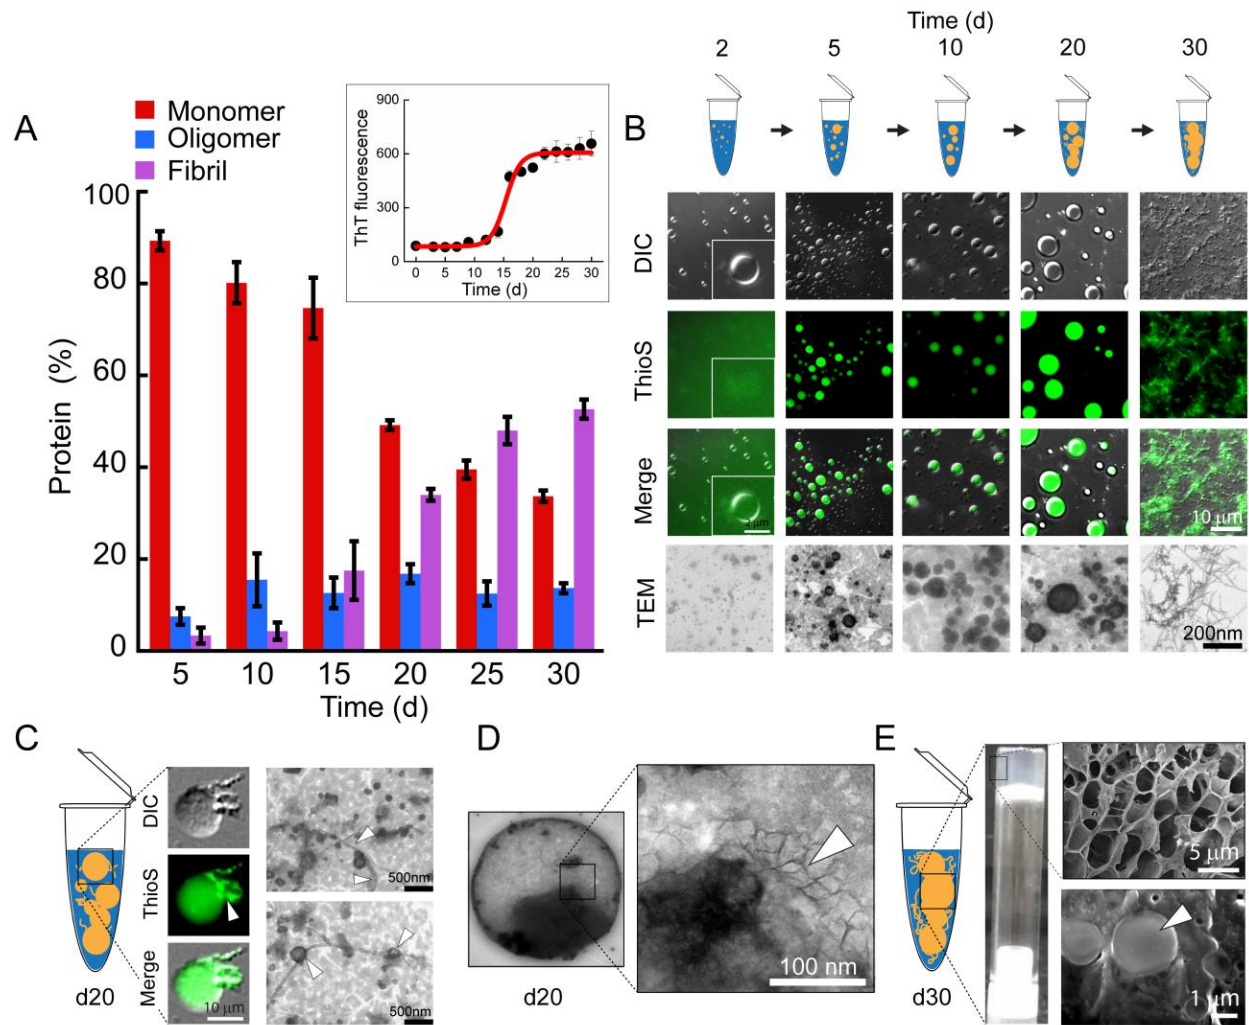 A
Monomer
Oligomer
Fibril
Protein (%)
100
80
60
40
20
0
5 10 15 20 25 30
Time (d)
ThT fluorescence
900
600
300
0
0 5 10 15 20 25 30
Time (d)
B
Time (d)
2 5 10 20 30
DIC
ThioS
Merge
2 µm
10 µm
TEM
200nm
C
d20
DIC
ThioS
Merge
10 µm
500nm
500nm
D
d20
100 nm
E
d30
5 µm
1 µm